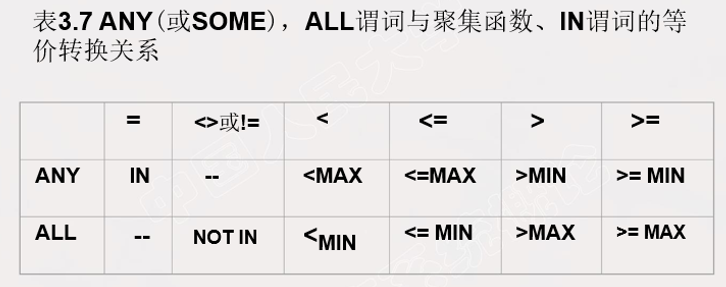 表3.7 ANY(或SOME)，ALL谓词与聚集函数、IN谓词的等
价转换关系
= <>或!= < <= > >=
ANY IN -- <MAX <=MAX >MIN >= MIN
ALL -- NOT IN <MIN <= MIN >MAX >= MAX